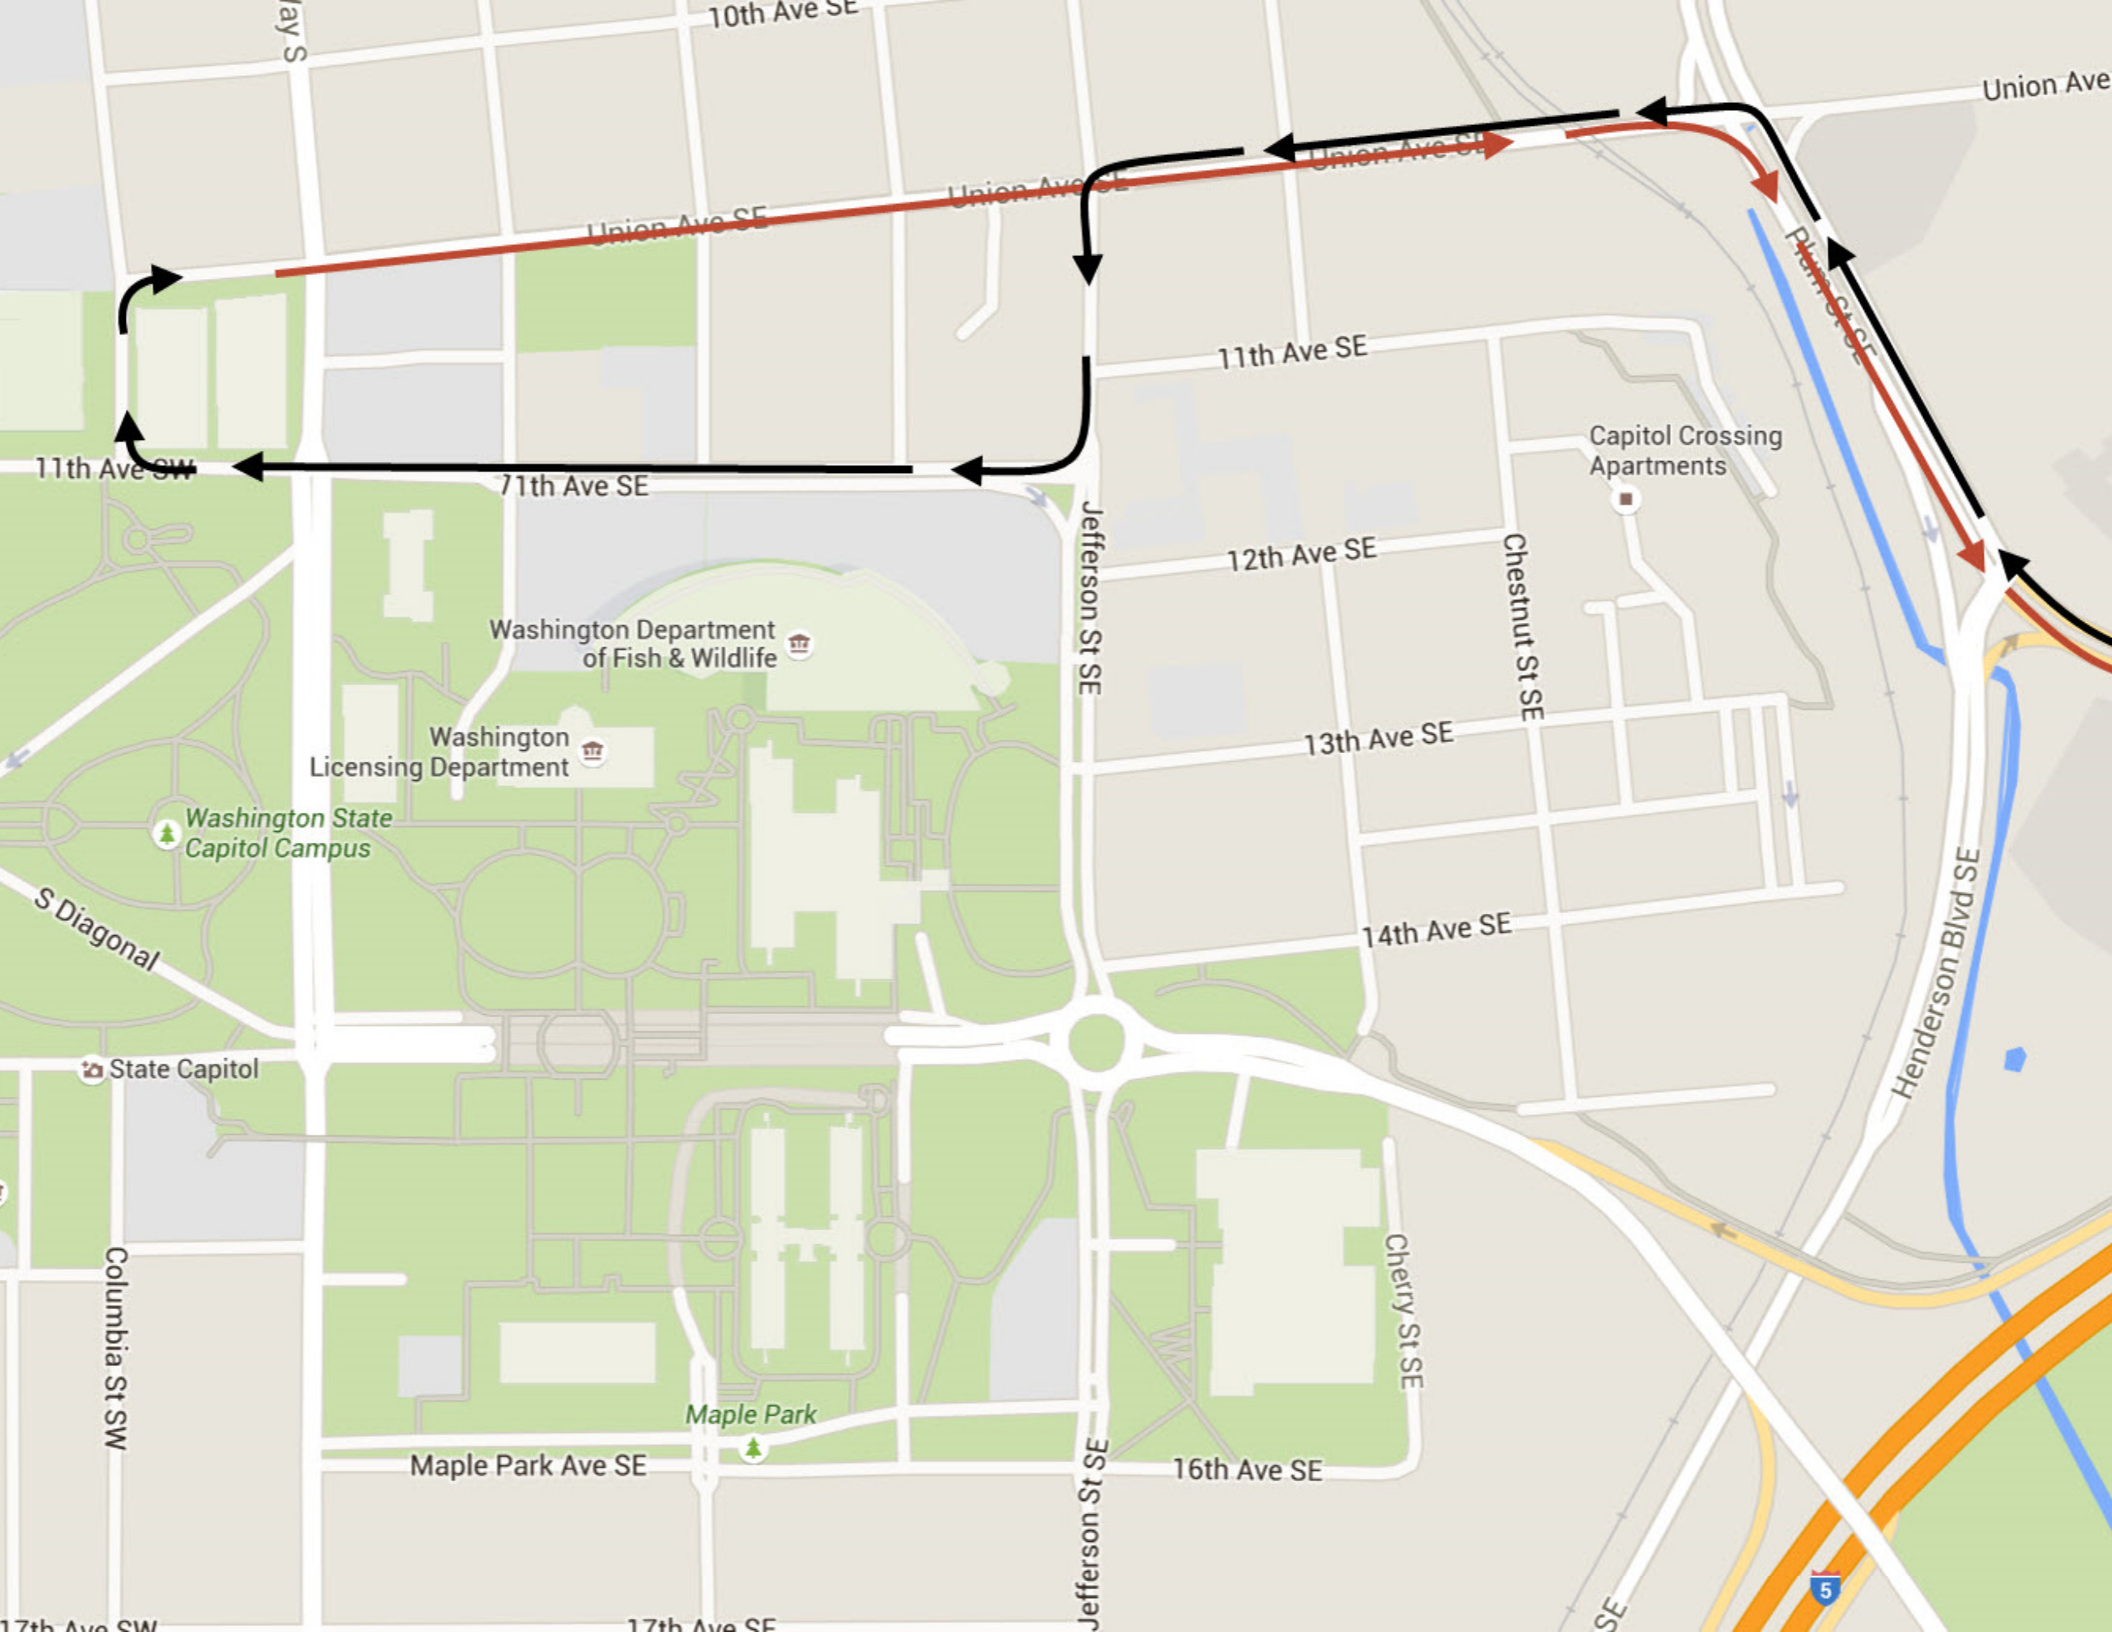 10th Ave SE
Way S
Union Ave
Union Ave SE
Union Ave SE
Union Ave SE
Plum St SE
11th Ave SE
Capitol Crossing
Apartments
11th Ave SW
11th Ave SE
Jefferson St SE
12th Ave SE
Chestnut St SE
Washington Department
of Fish & Wildlife
Washington
Licensing Department
13th Ave SE
Washington State
Capitol Campus
S Diagonal
14th Ave SE
Henderson Blvd SE
State Capitol
Columbia St SW
Cherry St SE
Maple Park
Maple Park Ave SE
16th Ave SE
Jefferson St SE
5
SE
17th Ave SW
17th Ave SE